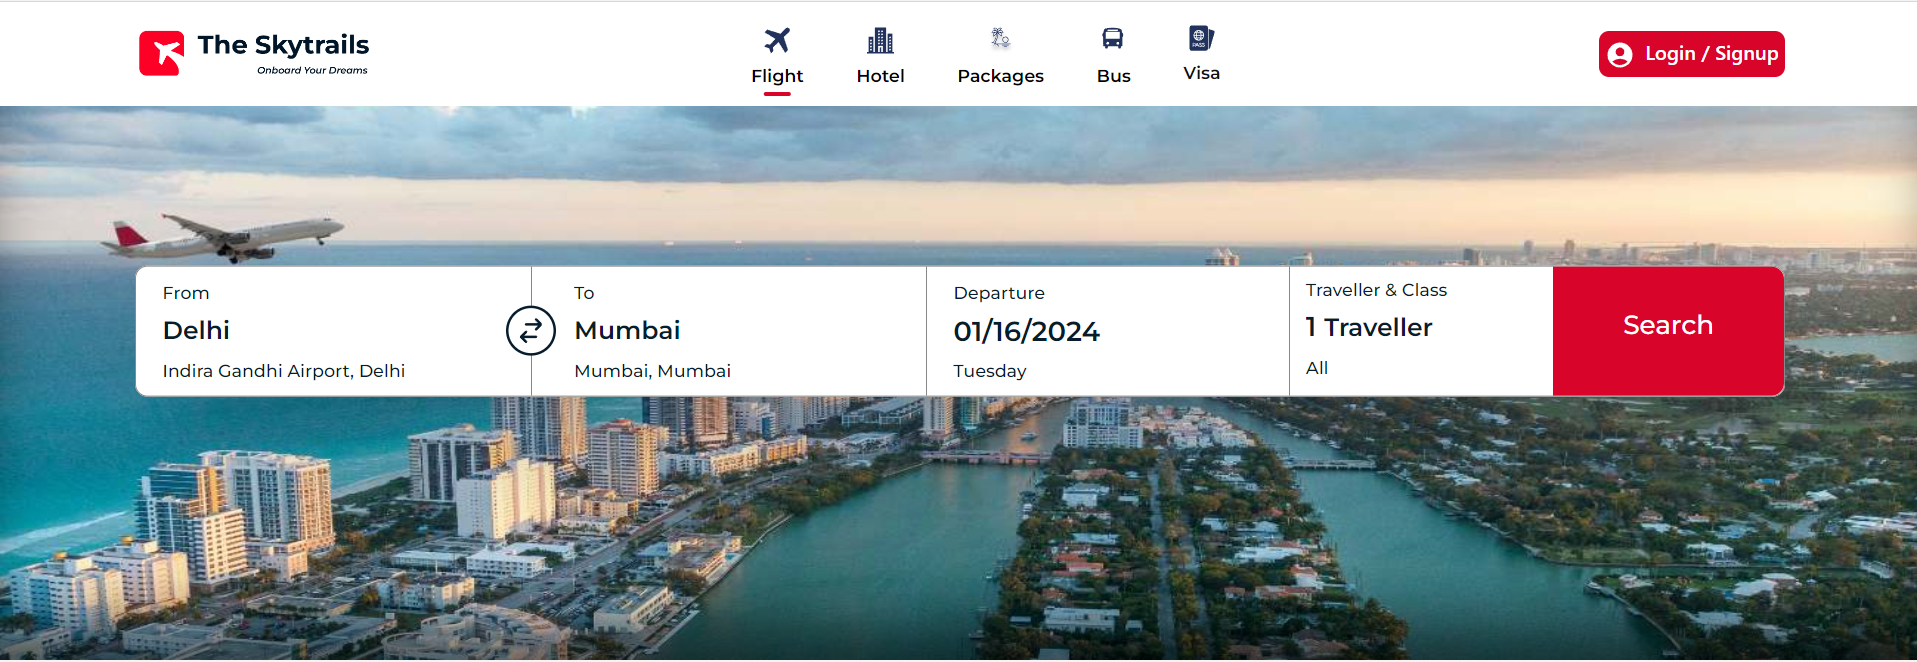 The Skytrails
Onboard Your Dreams
Flight
Hotel
Packages
Bus
PASS
Visa
Login / Signup
From
Delhi
Indira Gandhi Airport, Delhi
To
Mumbai
Mumbai, Mumbai
Departure
01/16/2024
Tuesday
Traveller & Class
1 Traveller
All
Search